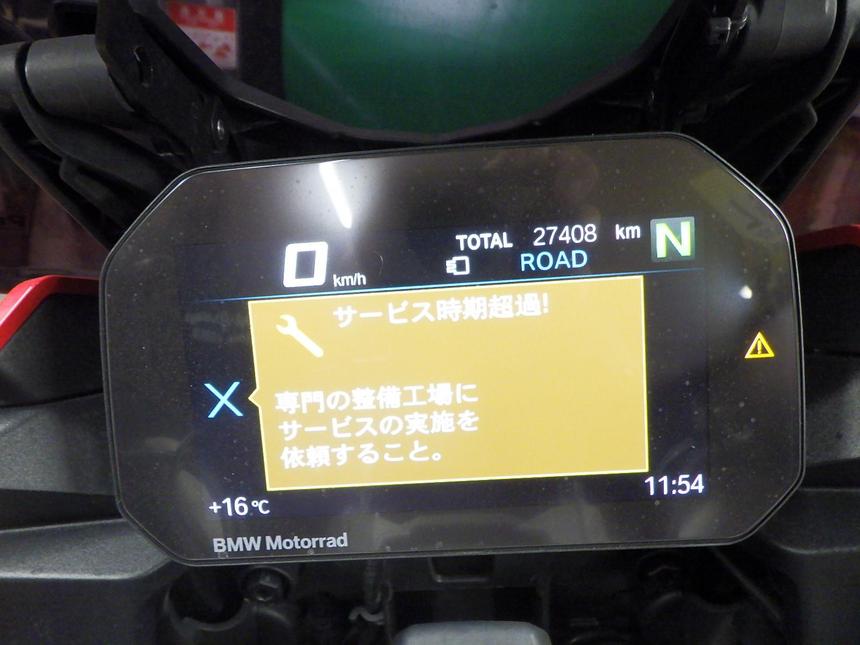 TOTAL 27408 km N
0 km/h ROAD
サービス時期超過!
専門の整備工場に
サービスの実施を
依頼すること。
+16℃ 11:54
BMW Motorrad